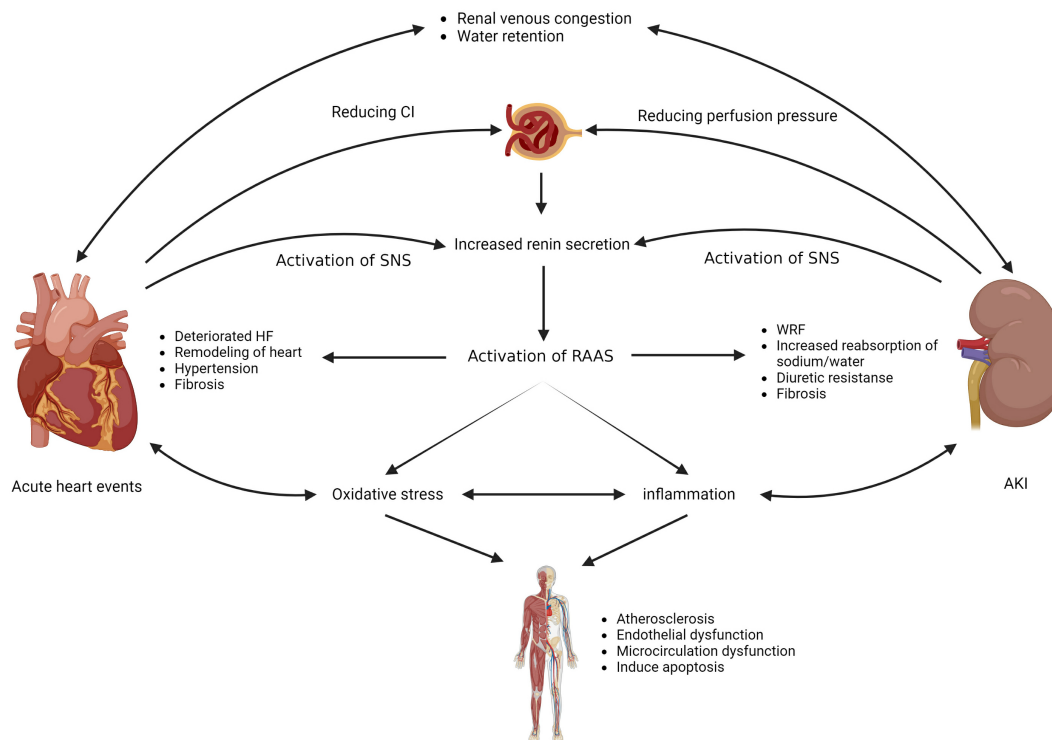 • Renal venous congestion
• Water retention
Reducing CI
Reducing perfusion pressure
Increased renin secretion
Activation of SNS
Activation of SNS
• Deteriorated HF
• Remodeling of heart
• Hypertension
• Fibrosis
Activation of RAAS
• WRF
• Increased reabsorption of
sodium/water
• Diuretic resistanse
• Fibrosis
Acute heart events
Oxidative stress
inflammation
AKI
• Atherosclerosis
• Endothelial dysfunction
• Microcirculation dysfunction
• Induce apoptosis